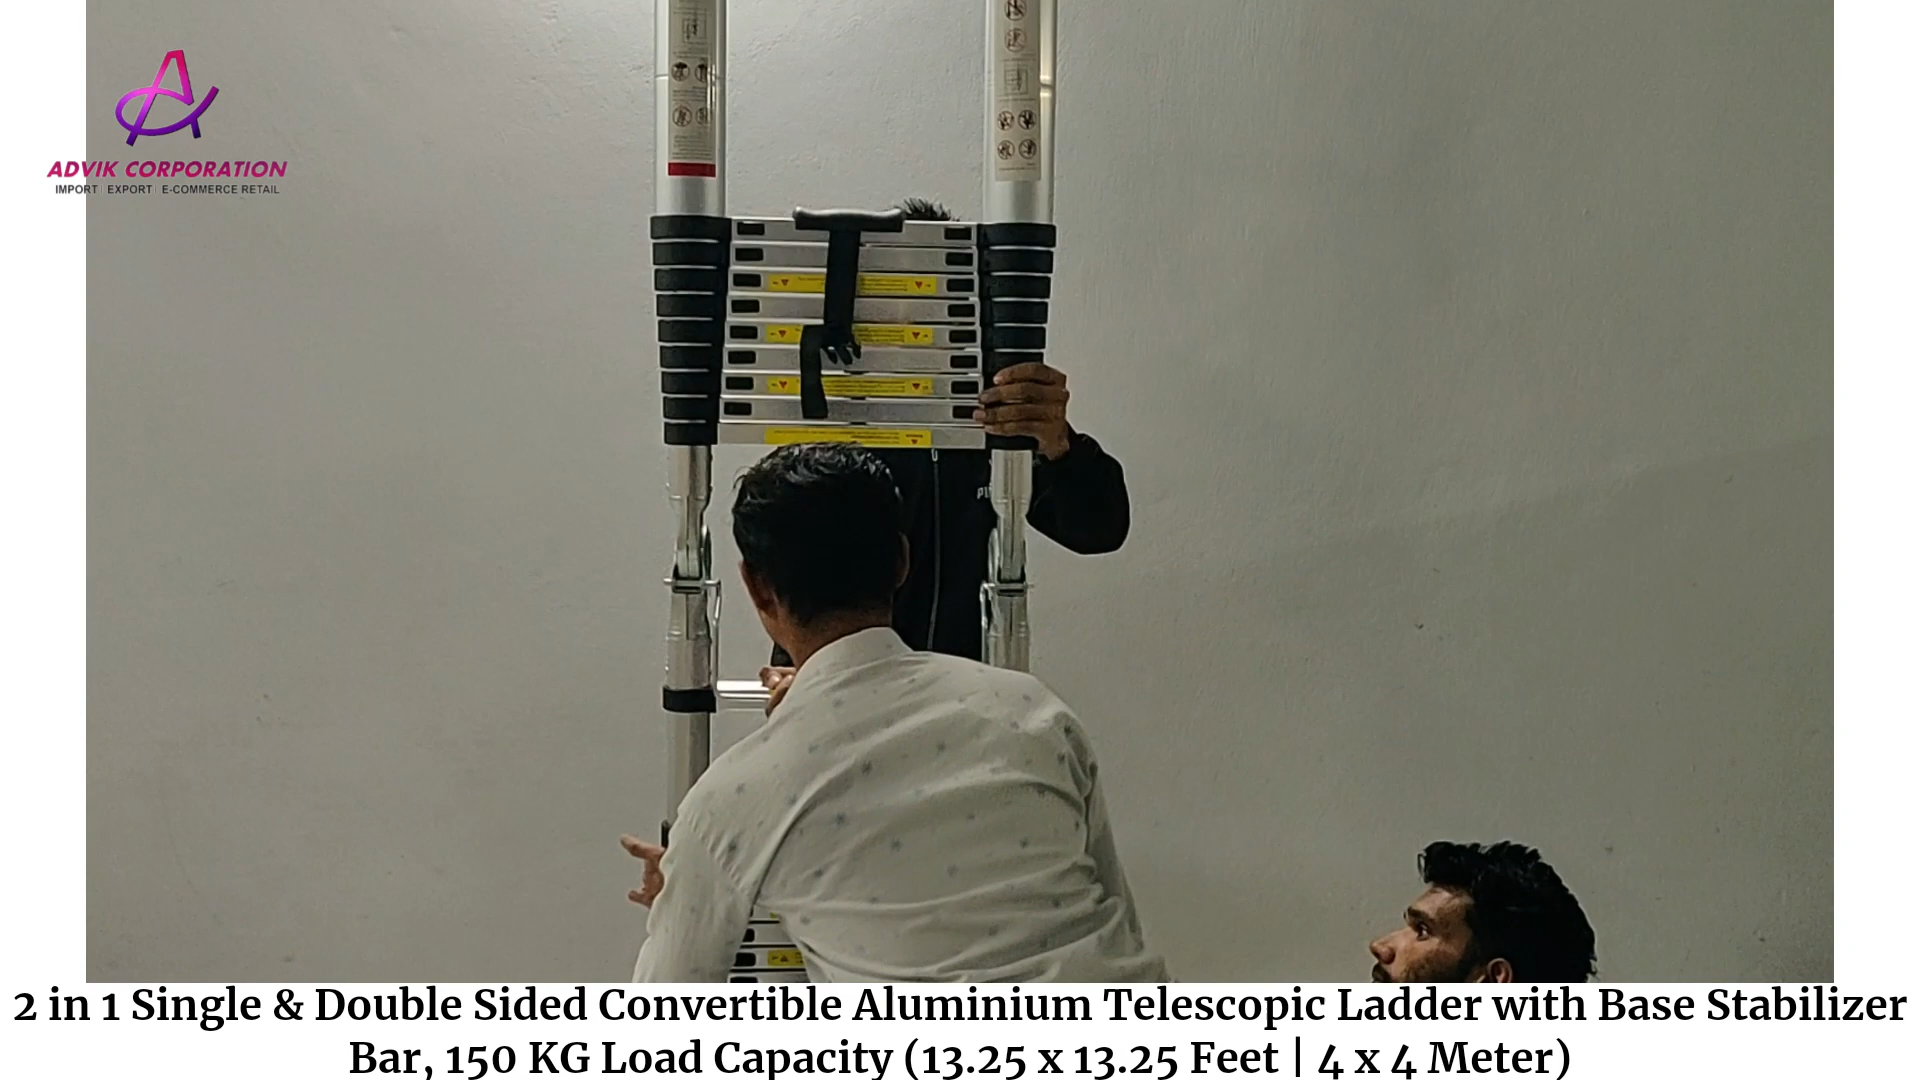 ADVIK CORPORATION
IMPORT | EXPORT | E-COMMERCE RETAIL
2 in 1 Single & Double Sided Convertible Aluminium Telescopic Ladder with Base Stabilizer
Bar, 150 KG Load Capacity (13.25 x 13.25 Feet | 4 x 4 Meter)